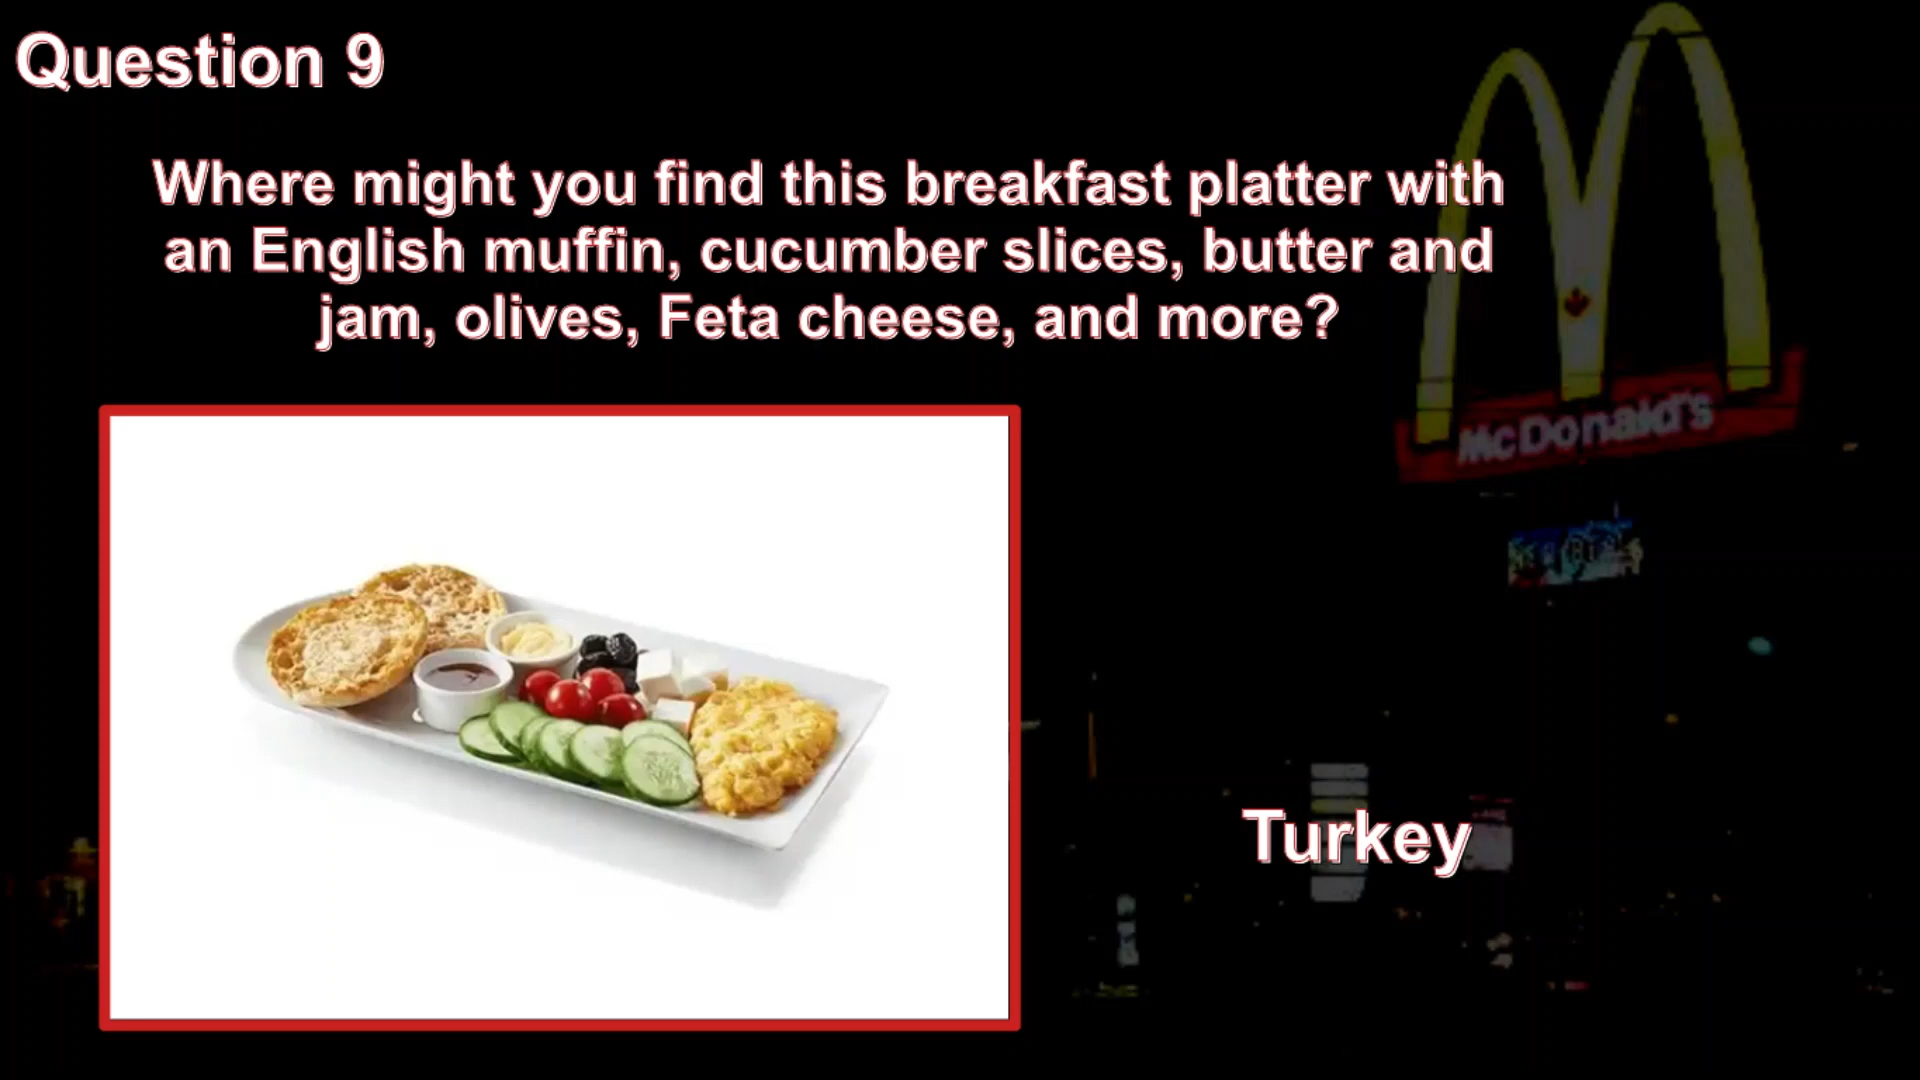 Question 9
Where might you find this breakfast platter with
an English muffin, cucumber slices, butter and
jam, olives, Feta cheese, and more?
McDonald's
Turkey